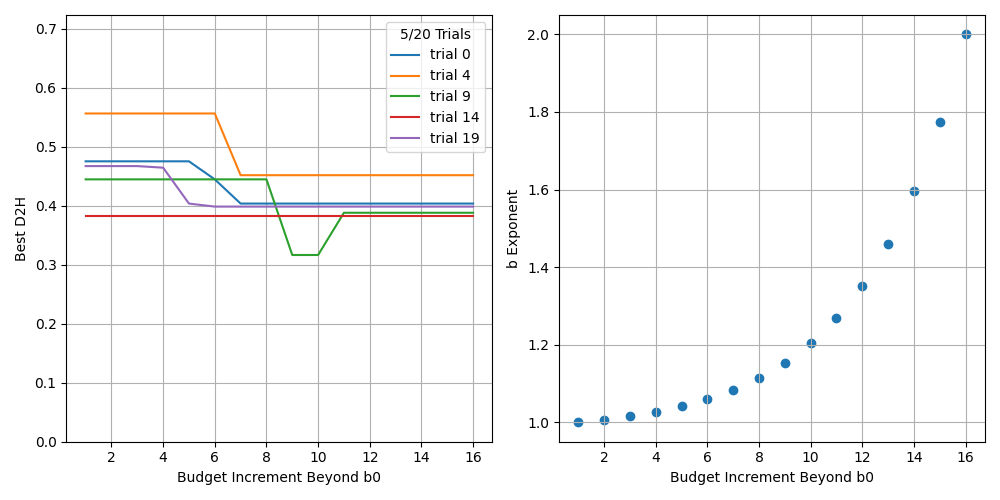 5/20 Trials
trial 0
trial 4
trial 9
trial 14
trial 19
Best D2H
0.7
0.6
0.5
0.4
0.3
0.2
0.1
0.0
2 4 6 8 10 12 14 16
Budget Increment Beyond b0
b Exponent
2.0
1.8
1.6
1.4
1.2
1.0
2 4 6 8 10 12 14 16
Budget Increment Beyond b0